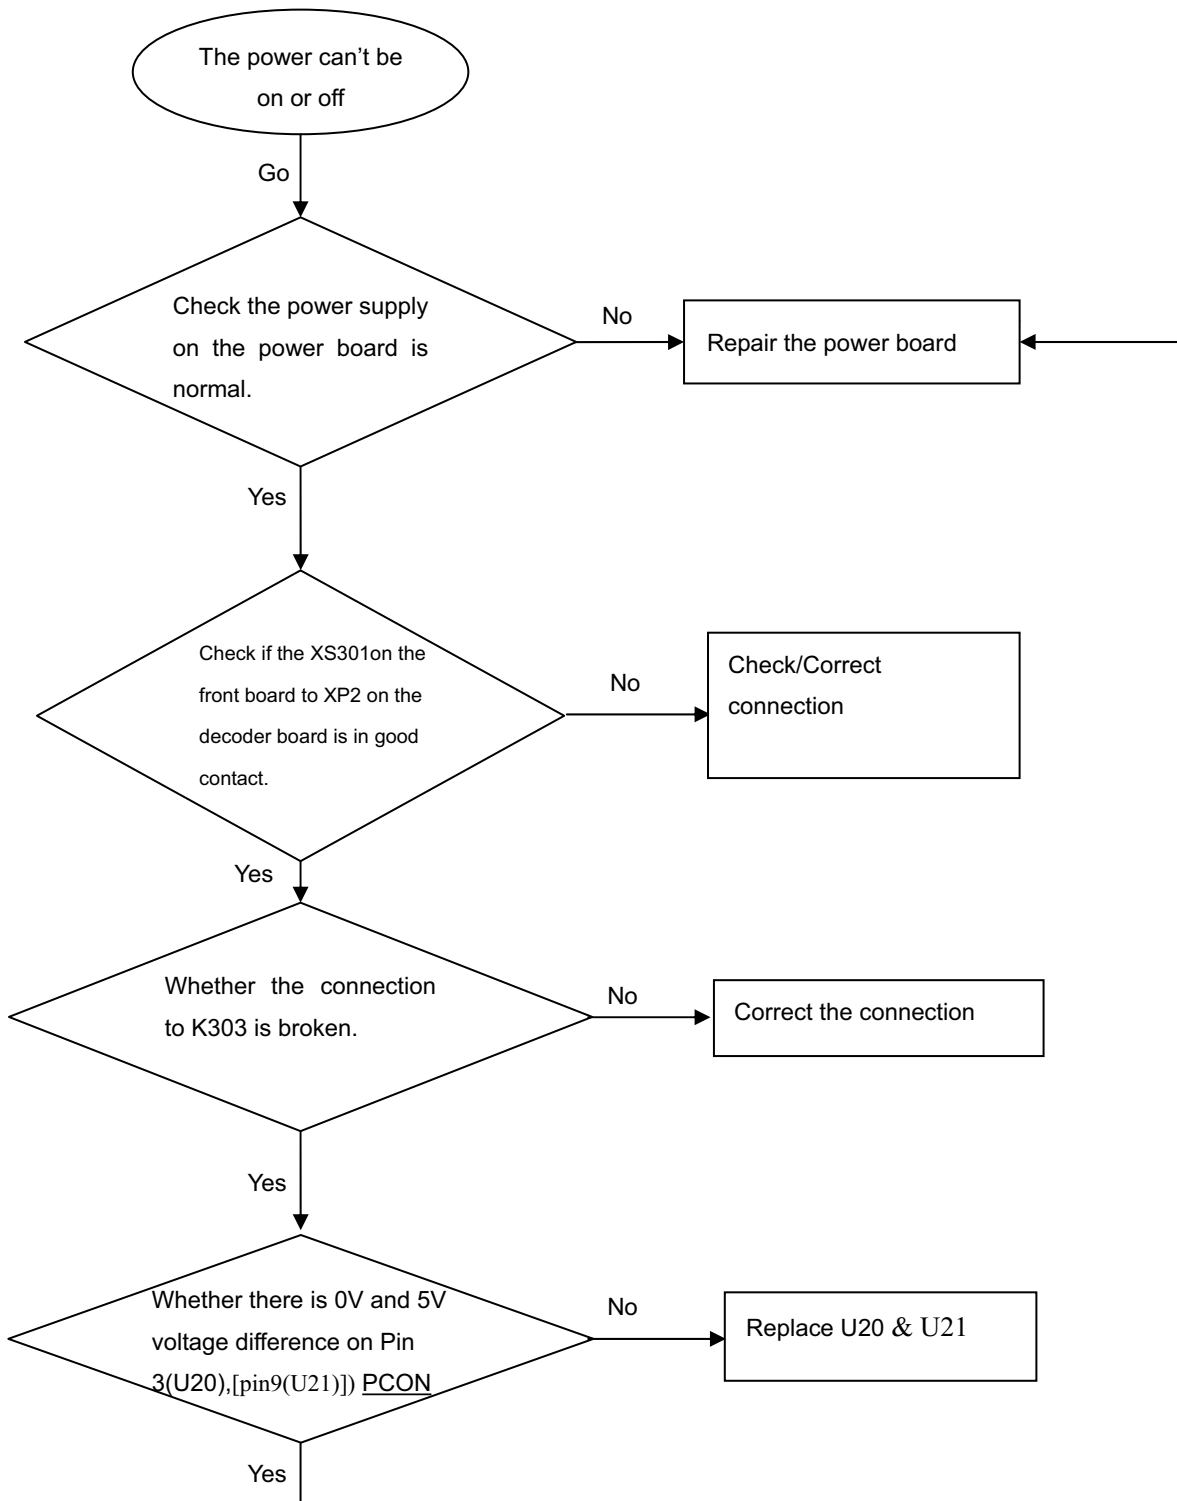 The power can’t be
on or off
Go
Check the power supply
on the power board is
normal.
No
Repair the power board
Yes
Check if the XS301on the
front board to XP2 on the
decoder board is in good
contact.
No
Check/Correct
connection
Yes
Whether the connection
to K303 is broken.
No
Correct the connection
Yes
Whether there is 0V and 5V
voltage difference on Pin
3(U20),[pin9(U21)]) PCON
No
Replace U20 & U21
Yes